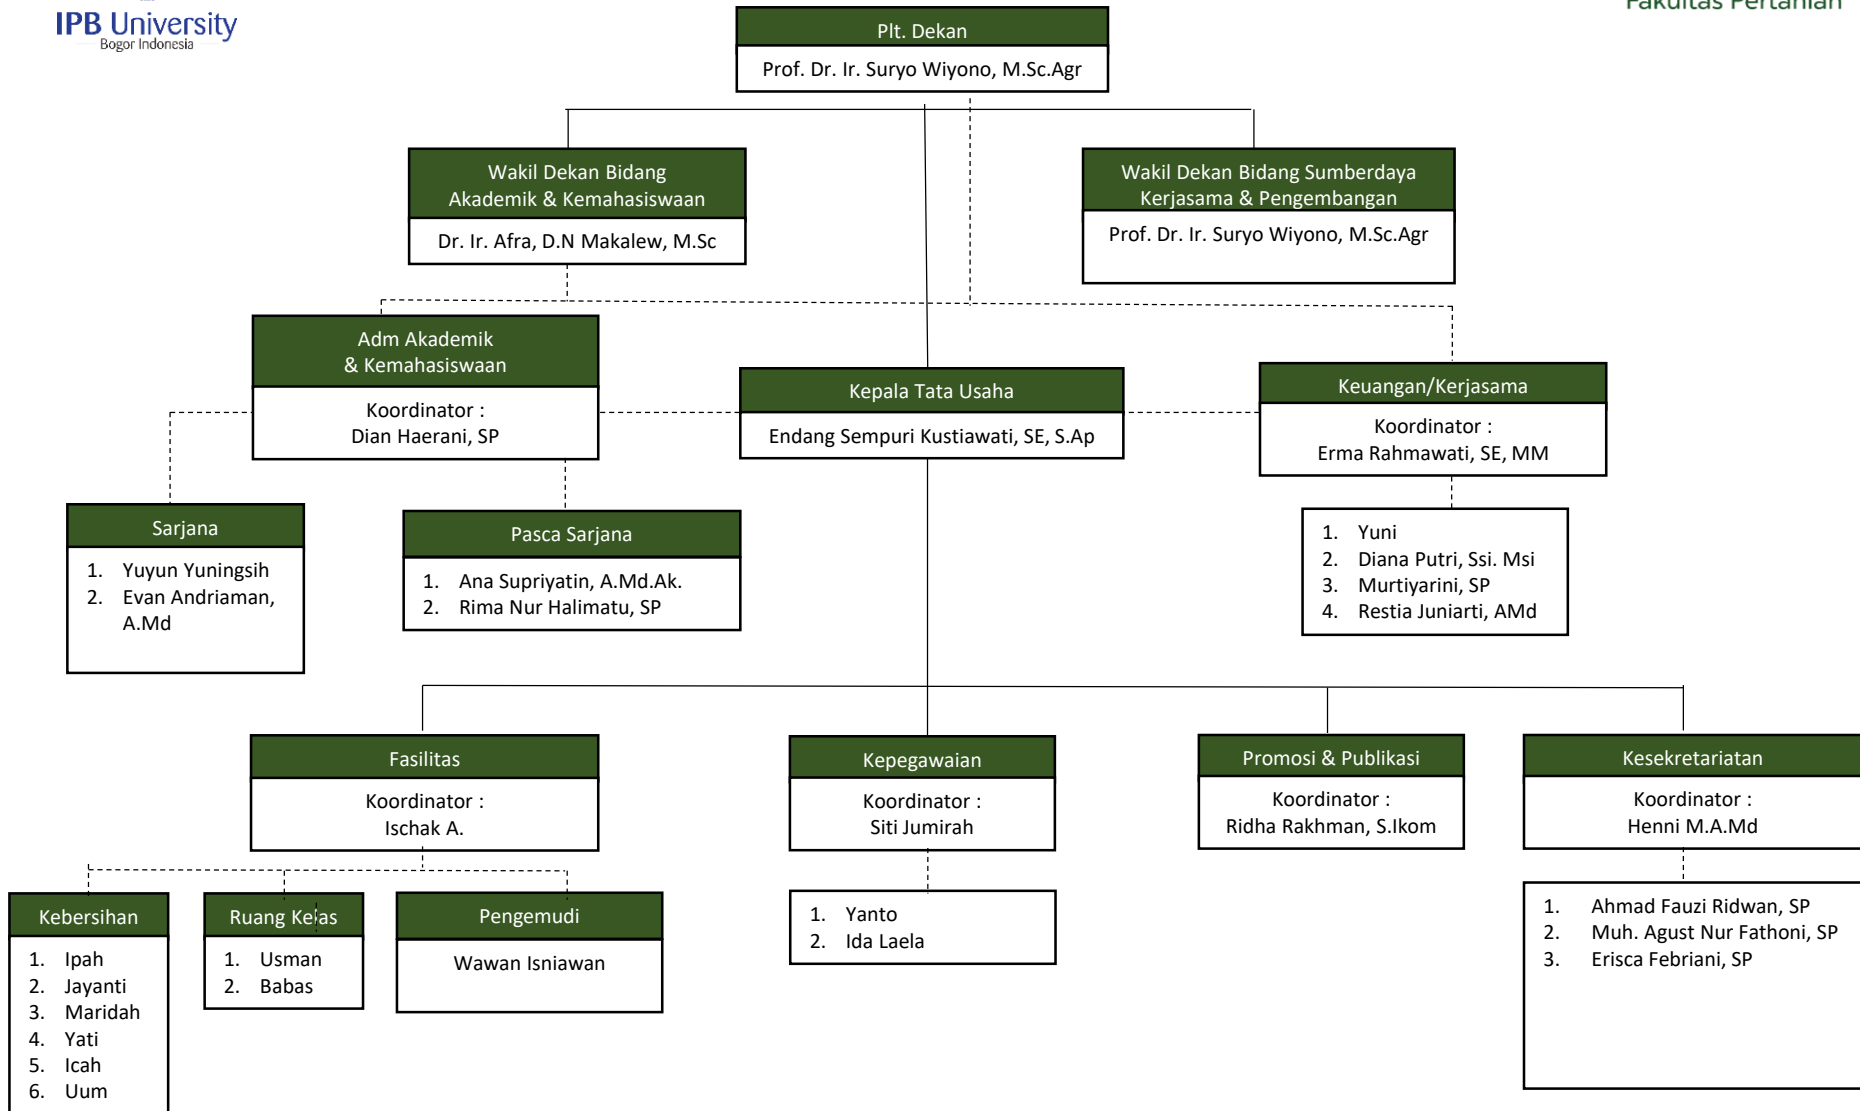 IPB University
Bogor Indonesia
Fakultas Pertanian
Plt. Dekan
Prof. Dr. Ir. Suryo Wiyono, M.Sc.Agr
Wakil Dekan Bidang
Akademik & Kemahasiswaan
Dr. Ir. Afra, D.N Makalew, M.Sc
Wakil Dekan Bidang Sumberdaya
Kerjasama & Pengembangan
Prof. Dr. Ir. Suryo Wiyono, M.Sc.Agr
Adm Akademik
& Kemahasiswaan
Koordinator :
Dian Haerani, SP
Kepala Tata Usaha
Endang Sempuri Kustiawati, SE, S.Ap
Keuangan/Kerjasama
Koordinator :
Erma Rahmawati, SE, MM
Sarjana
1. Yuyun Yuningsih
2. Evan Andriaman,
A.Md
Pasca Sarjana
1. Ana Supriyatin, A.Md.Ak.
2. Rima Nur Halimatu, SP
1. Yuni
2. Diana Putri, Ssi. Msi
3. Murtiyarini, SP
4. Restia Juniarti, AMd
Fasilitas
Koordinator :
Ischak A.
Kepegawaian
Koordinator :
Siti Jumirah
Promosi & Publikasi
Koordinator :
Ridha Rakhman, S.Ikom
Kesekretariatan
Koordinator :
Henni M.A.Md
Kebersihan
1. Ipah
2. Jayanti
3. Maridah
4. Yati
5. Icah
6. Uum
Ruang Kelas
1. Usman
2. Babas
Pengemudi
Wawan Isniawan
1. Yanto
2. Ida Laela
1. Ahmad Fauzi Ridwan, SP
2. Muh. Agust Nur Fathoni, SP
3. Erisca Febriani, SP